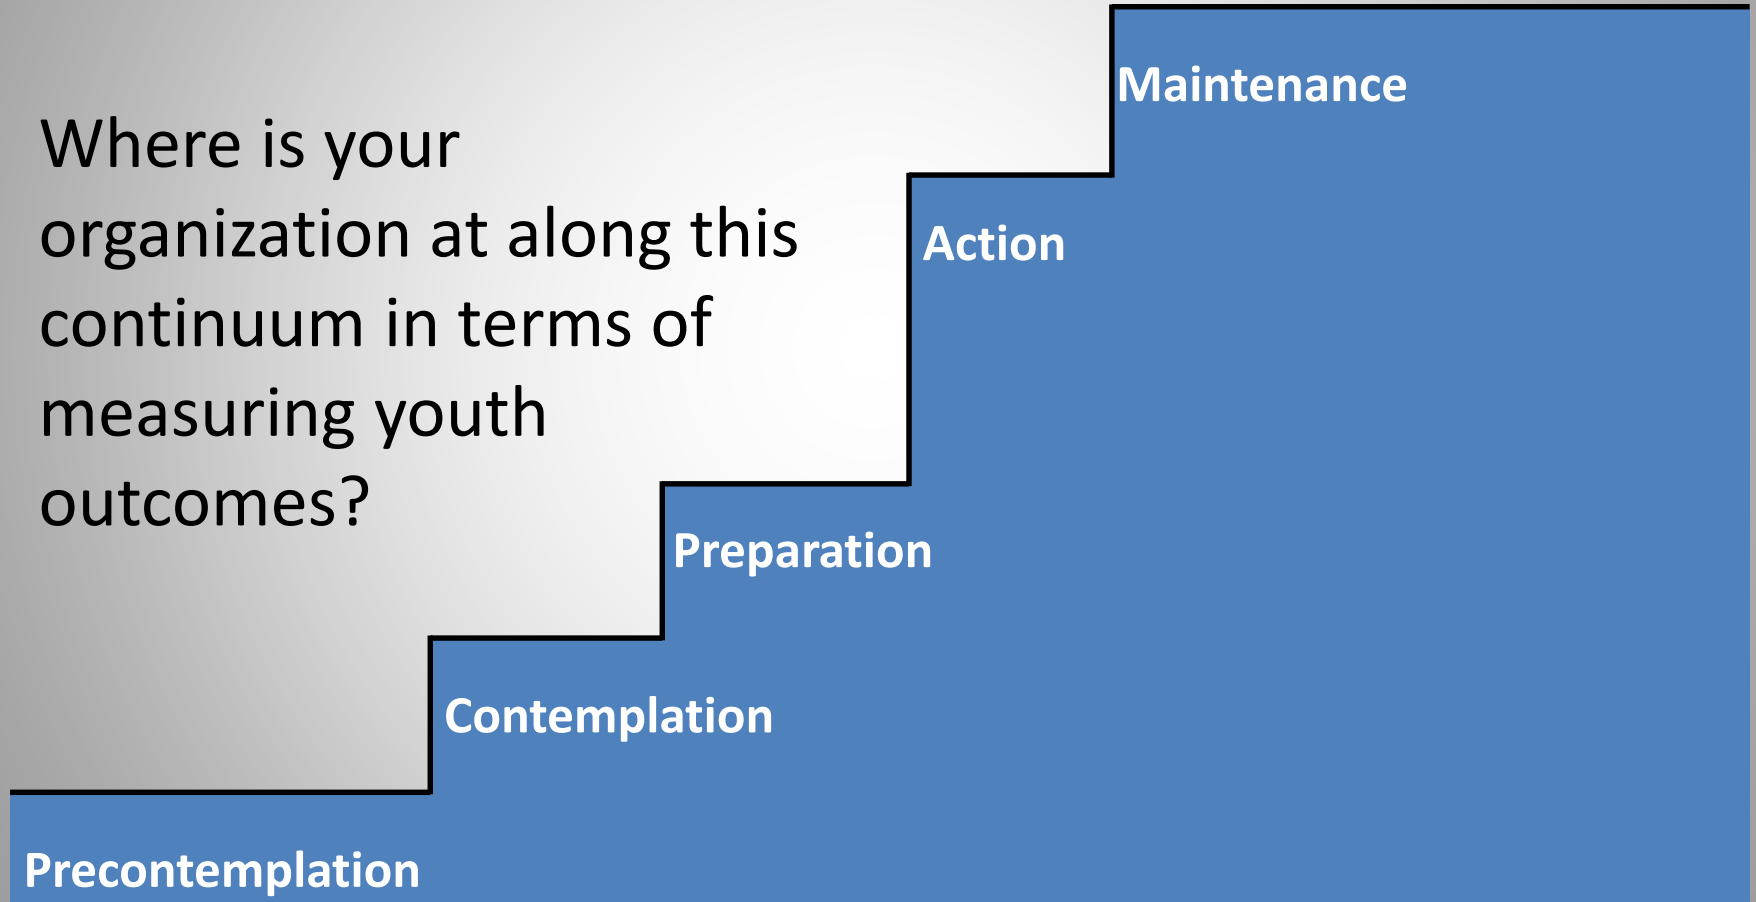 Where is your
organization at along this
continuum in terms of
measuring youth
outcomes?
Maintenance
Action
Preparation
Contemplation
Precontemplation